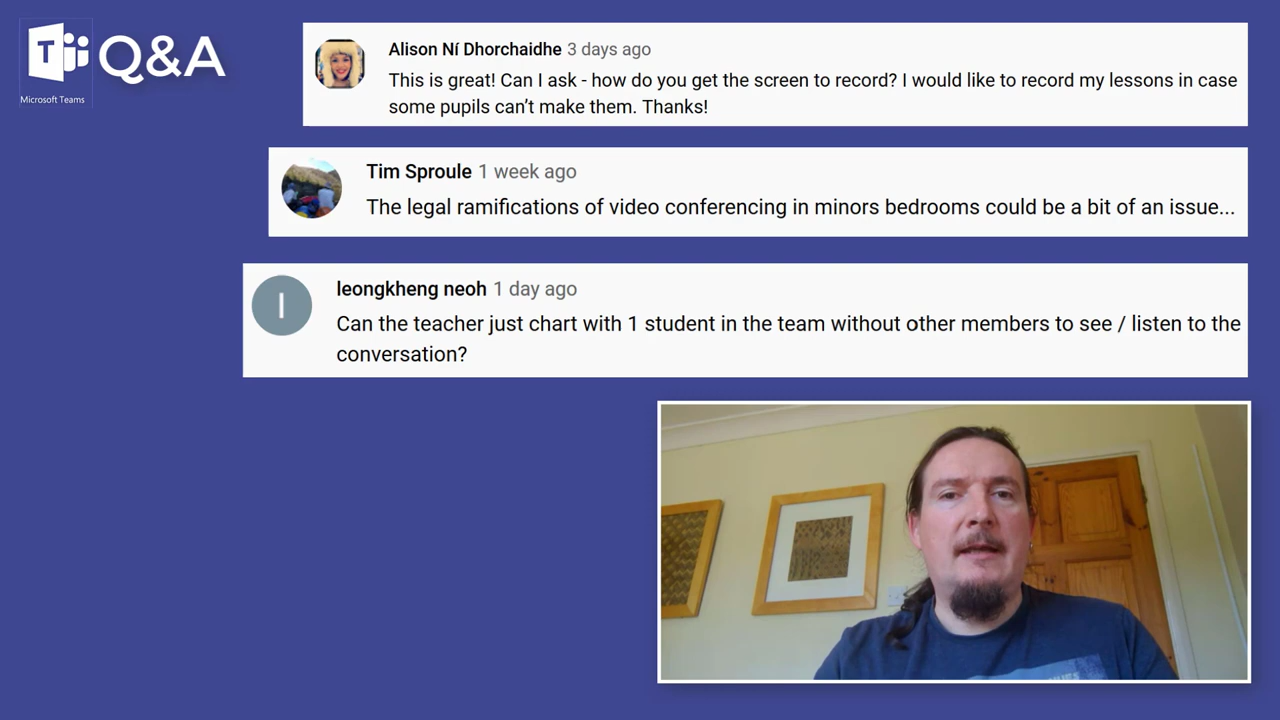 T
Q&A
Microsoft Teams
Alison Ní Dhorchaidhe 3 days ago
This is great! Can I ask - how do you get the screen to record? I would like to record my lessons in case
some pupils can't make them. Thanks!
Tim Sproule 1 week ago
The legal ramifications of video conferencing in minors bedrooms could be a bit of an issue...
l
leongkheng neoh 1 day ago
Can the teacher just chart with 1 student in the team without other members to see / listen to the
conversation?